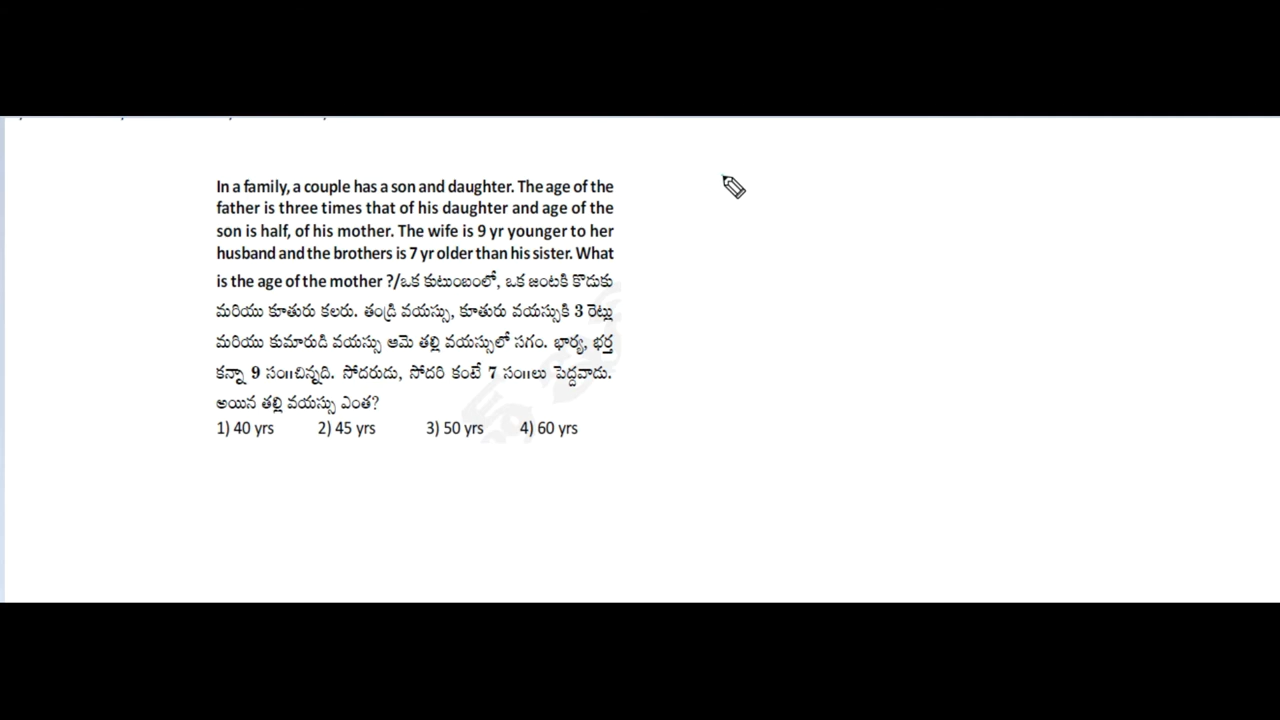 In a family, a couple has a son and daughter. The age of the
father is three times that of his daughter and age of the
son is half, of his mother. The wife is 9 yr younger to her
husband and the brothers is 7 yr older than his sister. What
is the age of the mother ?/ఒక కుటుంబంలో, ఒక జంటకి కొడుకు
మరియు కూతురు కలరు. తండ్రి వయస్సు, కూతురు వయస్సుకి 3 రెట్లు
మరియు కుమారుడి వయస్సు ఆమె తల్లి వయస్సులో సగం. భార్య, భర్త
కన్నా 9 సం॥చిన్నది. సోదరుదు, సోదరి కంటే 7 సం॥లు పెద్దవాడు.
అయిన తల్లి వయస్సు ఎంత?
1) 40 yrs 2) 45 yrs 3) 50 yrs 4) 60 yrs